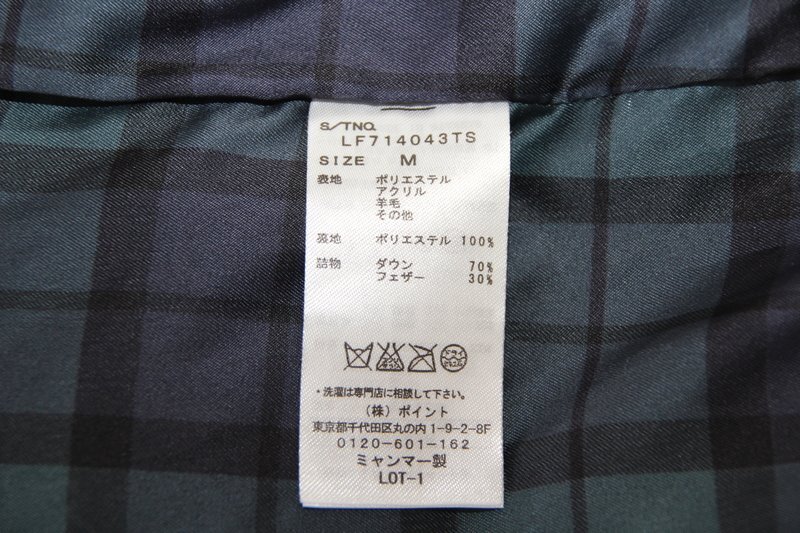 S/TNO.
LF714043TS
SIZE M
表地 ポリエステル
アクリル
羊毛
その他
裏地 ポリエステル 100%
詰物 ダウン 70%
フェザー 30%
・洗濯は専門店に相談して下さい。
(株) ポイント
東京都千代田区丸の内1-9-2-8F
0120-601-162
ミャンマー製
LOT-1